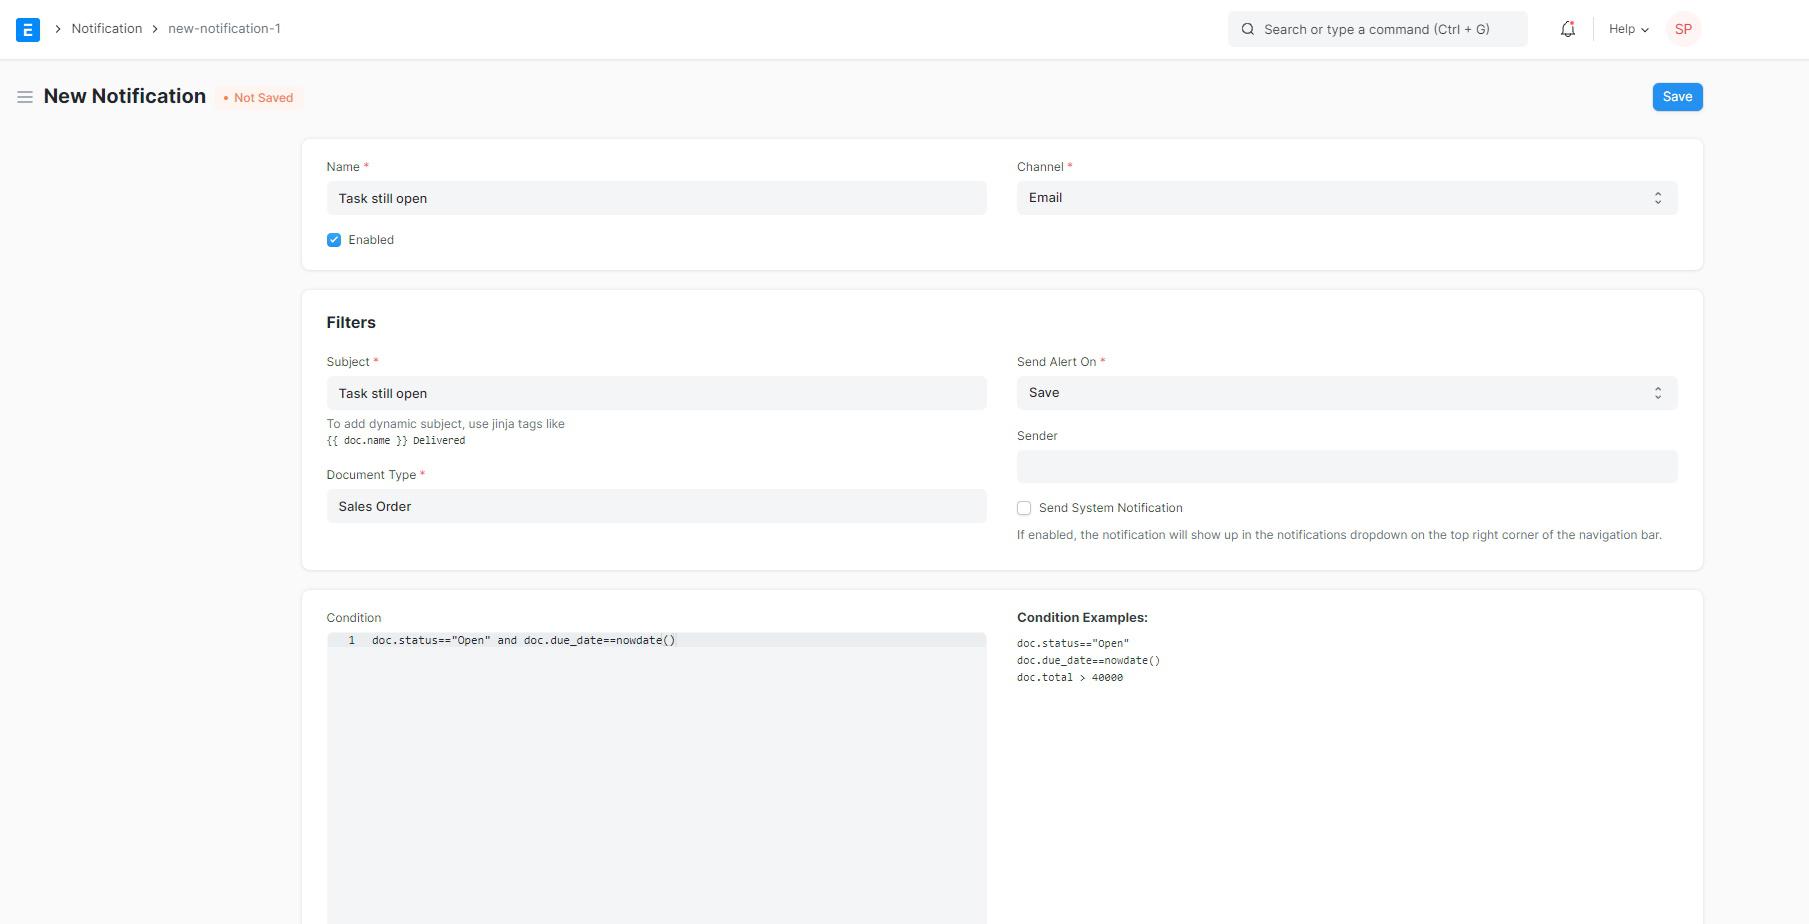 E
Notification
new-notification-1
Search or type a command (Ctrl + G)
Help
SP
New Notification
• Not Saved
Save
Name *
Task still open
Channel *
Email
Enabled
Filters
Subject *
Task still open
To add dynamic subject, use jinja tags like
{{ doc.name }} Delivered
Document Type *
Sales Order
Send Alert On *
Save
Sender
Send System Notification
If enabled, the notification will show up in the notifications dropdown on the top right corner of the navigation bar.
Condition
1 doc.status=="Open" and doc.due_date==nowdate()
Condition Examples:
doc.status=="Open"
doc.due_date==nowdate()
doc.total > 40000